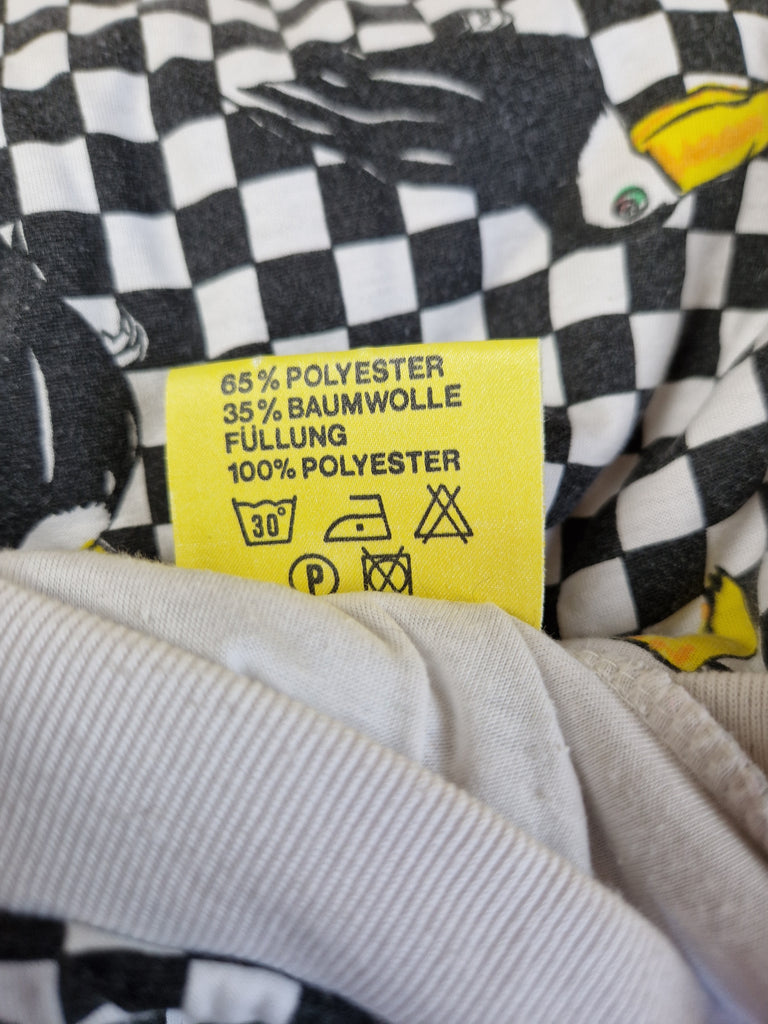 65% POLYESTER
35% BAUMWOLLE
FÜLLUNG
100% POLYESTER
30°
P